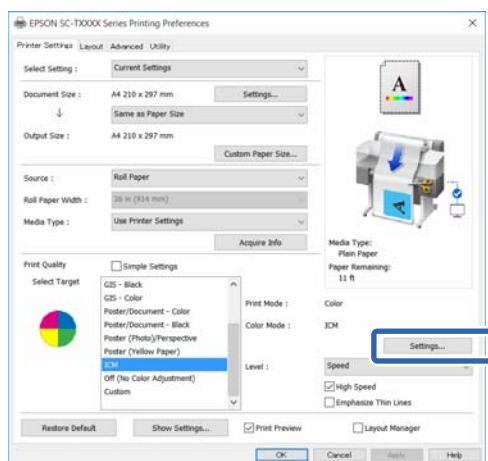 EPSON SC-TXXXX Series Printing Preferences
Printer Settings Layout Advanced Utility
Select Setting : Current Settings
Document Size : A4 210 x 297 mm Settings...
Same as Paper Size
Output Size : A4 210 x 297 mm
Custom Paper Size...
Source : Roll Paper
Roll Paper Width : 36 in (914 mm)
Media Type : Use Printer Settings
Acquire Info
A
Media Type:
Plain Paper
Paper Remaining:
11 ft
Print Quality Simple Settings
Select Target
GIS - Black
GIS - Color
Poster/Document - Color
Poster/Document - Black
Poster (Photo)/Perspective
Poster (Yellow Paper)
ICM
Off (No Color Adjustment)
Custom
Print Mode : Color
Color Mode : ICM
Settings...
Level : Speed
High Speed
Emphasize Thin Lines
Restore Default Show Settings... Print Preview Layout Manager
OK Cancel Apply Help